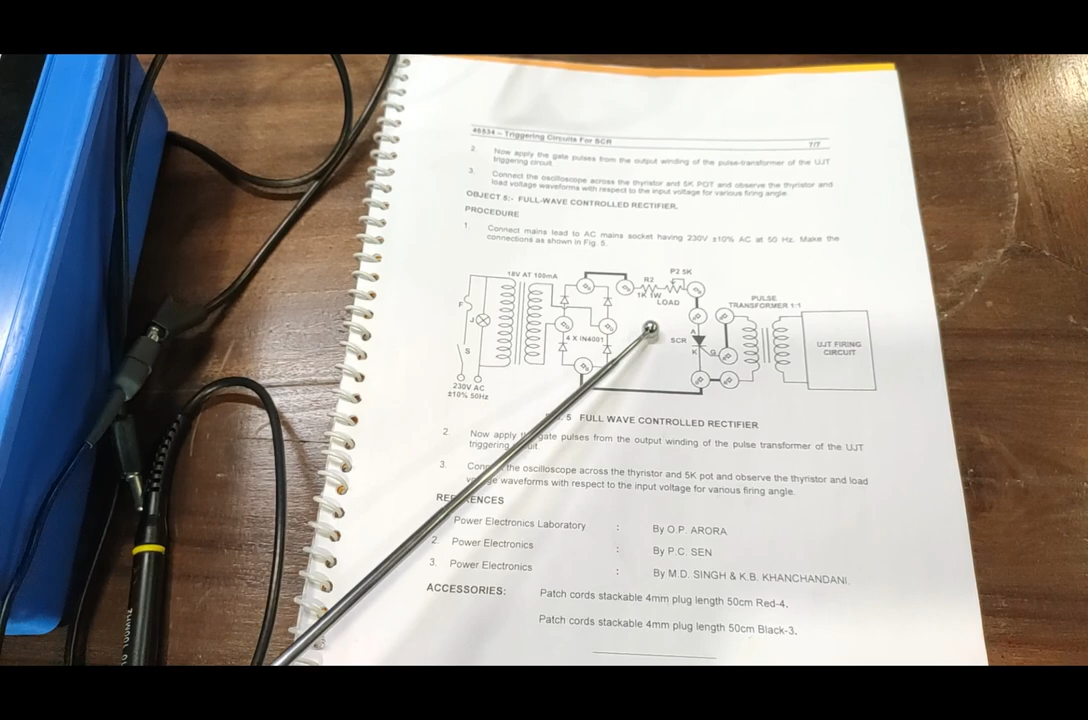 46534 – Triggering Circuits For SCR 7/7
2. Now apply the gate pulses from the output winding of the pulse-transformer of the UJT
triggering circuit.
3. Connect the oscilloscope across the thyristor and 5K POT and observe the thyristor and
load voltage waveforms with respect to the input voltage for various firing angle.
OBJECT 5:- FULL-WAVE CONTROLLED RECTIFIER.
PROCEDURE
1. Connect mains lead to AC mains socket having 230V ±10% AC at 50 Hz. Make the
connections as shown in Fig. 5.
18V AT 100mA
P2 5K
R2
1K 1W
LOAD
PULSE
TRANSFORMER 1:1
F
J
S
4 X IN4001
SCR
A
K
G
UJT FIRING
CIRCUIT
230V AC
±10% 50Hz
5 FULL WAVE CONTROLLED RECTIFIER
2. Now apply gate pulses from the output winding of the pulse transformer of the UJT
triggering
3. the oscilloscope across the thyristor and 5K pot and observe the thyristor and load
waveforms with respect to the input voltage for various firing angle.
Power Electronics Laboratory : By O.P. ARORA
2. Power Electronics : By P.C. SEN
3. Power Electronics : By M.D. SINGH & K.B. KHANCHANDANI.
ACCESSORIES: Patch cords stackable 4mm plug length 50cm Red-4.
Patch cords stackable 4mm plug length 50cm Black-3.